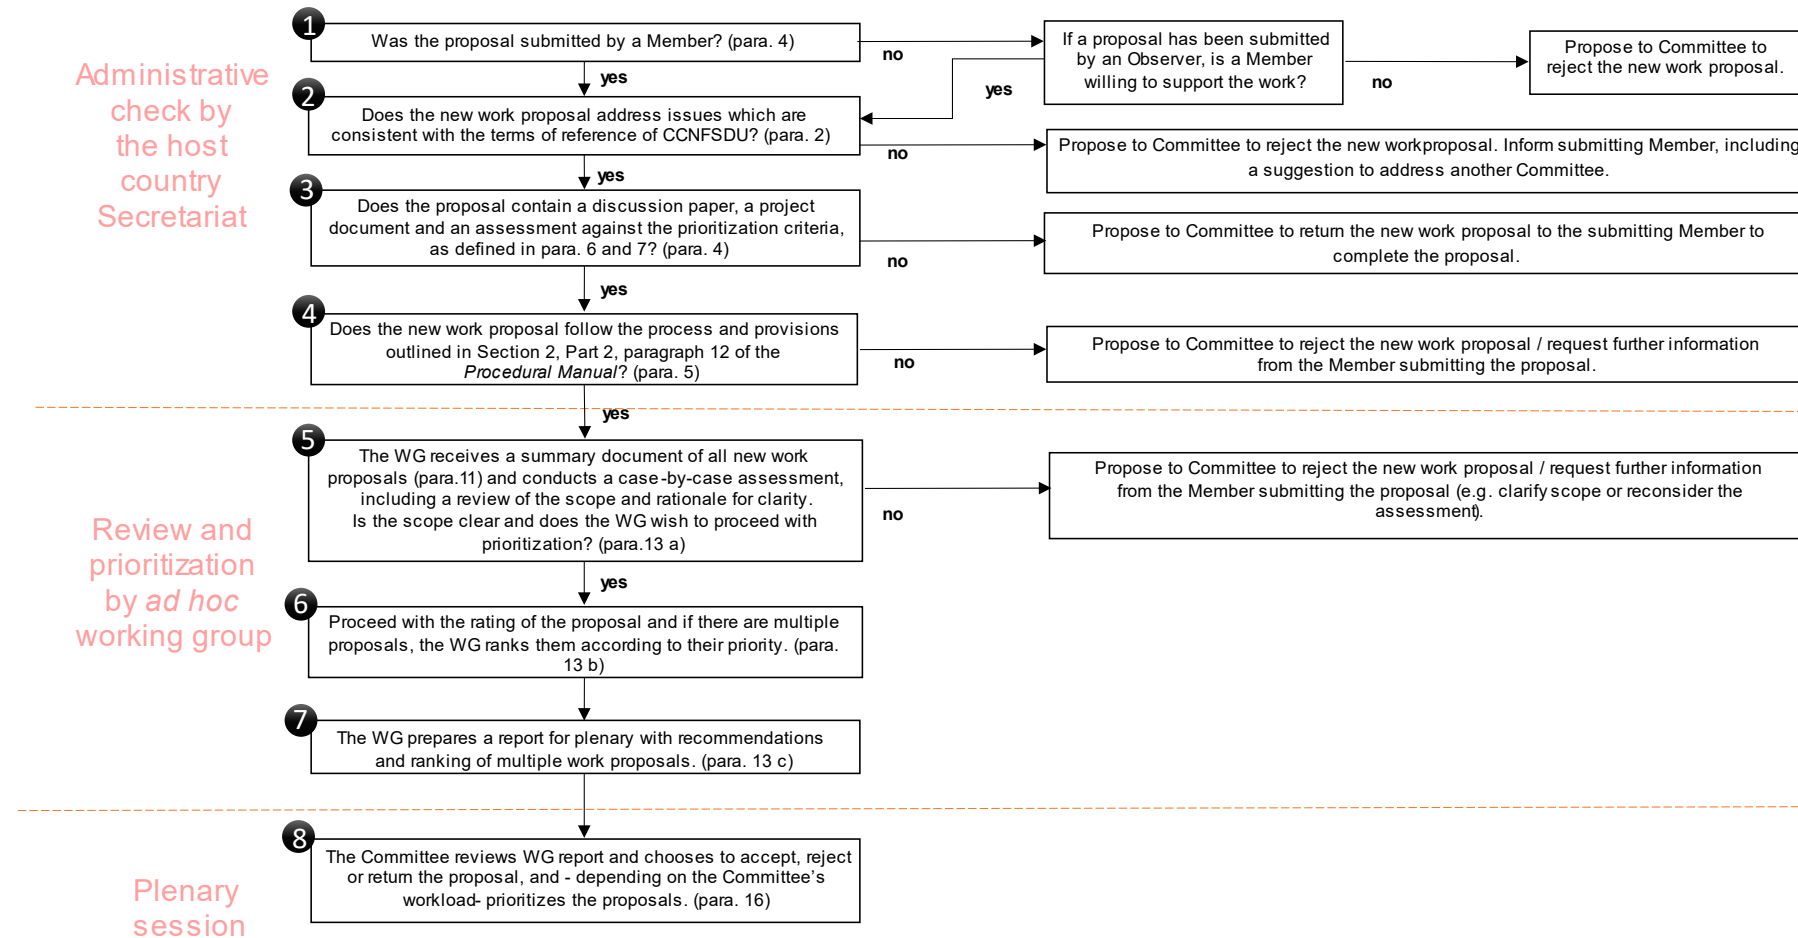 Administrative
check by
the host
country
Secretariat
1
Was the proposal submitted by a Member? (para. 4)
no
If a proposal has been submitted
by an Observer, is a Member
willing to support the work?
no
Propose to Committee to
reject the new work proposal.
yes
yes
2
Does the new work proposal address issues which are
consistent with the terms of reference of CCNFSDU? (para. 2)
no
Propose to Committee to reject the new workproposal. Inform submitting Member, including
a suggestion to address another Committee.
yes
3
Does the proposal contain a discussion paper, a project
document and an assessment against the prioritization criteria,
as defined in para. 6 and 7? (para. 4)
no
Propose to Committee to return the new work proposal to the submitting Member to
complete the proposal.
yes
4
Does the new work proposal follow the process and provisions
outlined in Section 2, Part 2, paragraph 12 of the
Procedural Manual? (para. 5)
no
Propose to Committee to reject the new work proposal / request further information
from the Member submitting the proposal.
yes
Review and
prioritization
by ad hoc
working group
5
The WG receives a summary document of all new work
proposals (para.11) and conducts a case-by-case assessment,
including a review of the scope and rationale for clarity.
Is the scope clear and does the WG wish to proceed with
prioritization? (para.13 a)
no
Propose to Committee to reject the new work proposal / request further information
from the Member submitting the proposal (e.g. clarify scope or reconsider the
assessment).
yes
6
Proceed with the rating of the proposal and if there are multiple
proposals, the WG ranks them according to their priority. (para.
13 b)
7
The WG prepares a report for plenary with recommendations
and ranking of multiple work proposals. (para. 13 c)
Plenary
session
8
The Committee reviews WG report and chooses to accept, reject
or return the proposal, and - depending on the Committee's
workload- prioritizes the proposals. (para. 16)